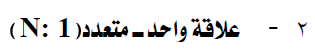 ٢ - علاقة واحد ـ متعدد (N: 1)